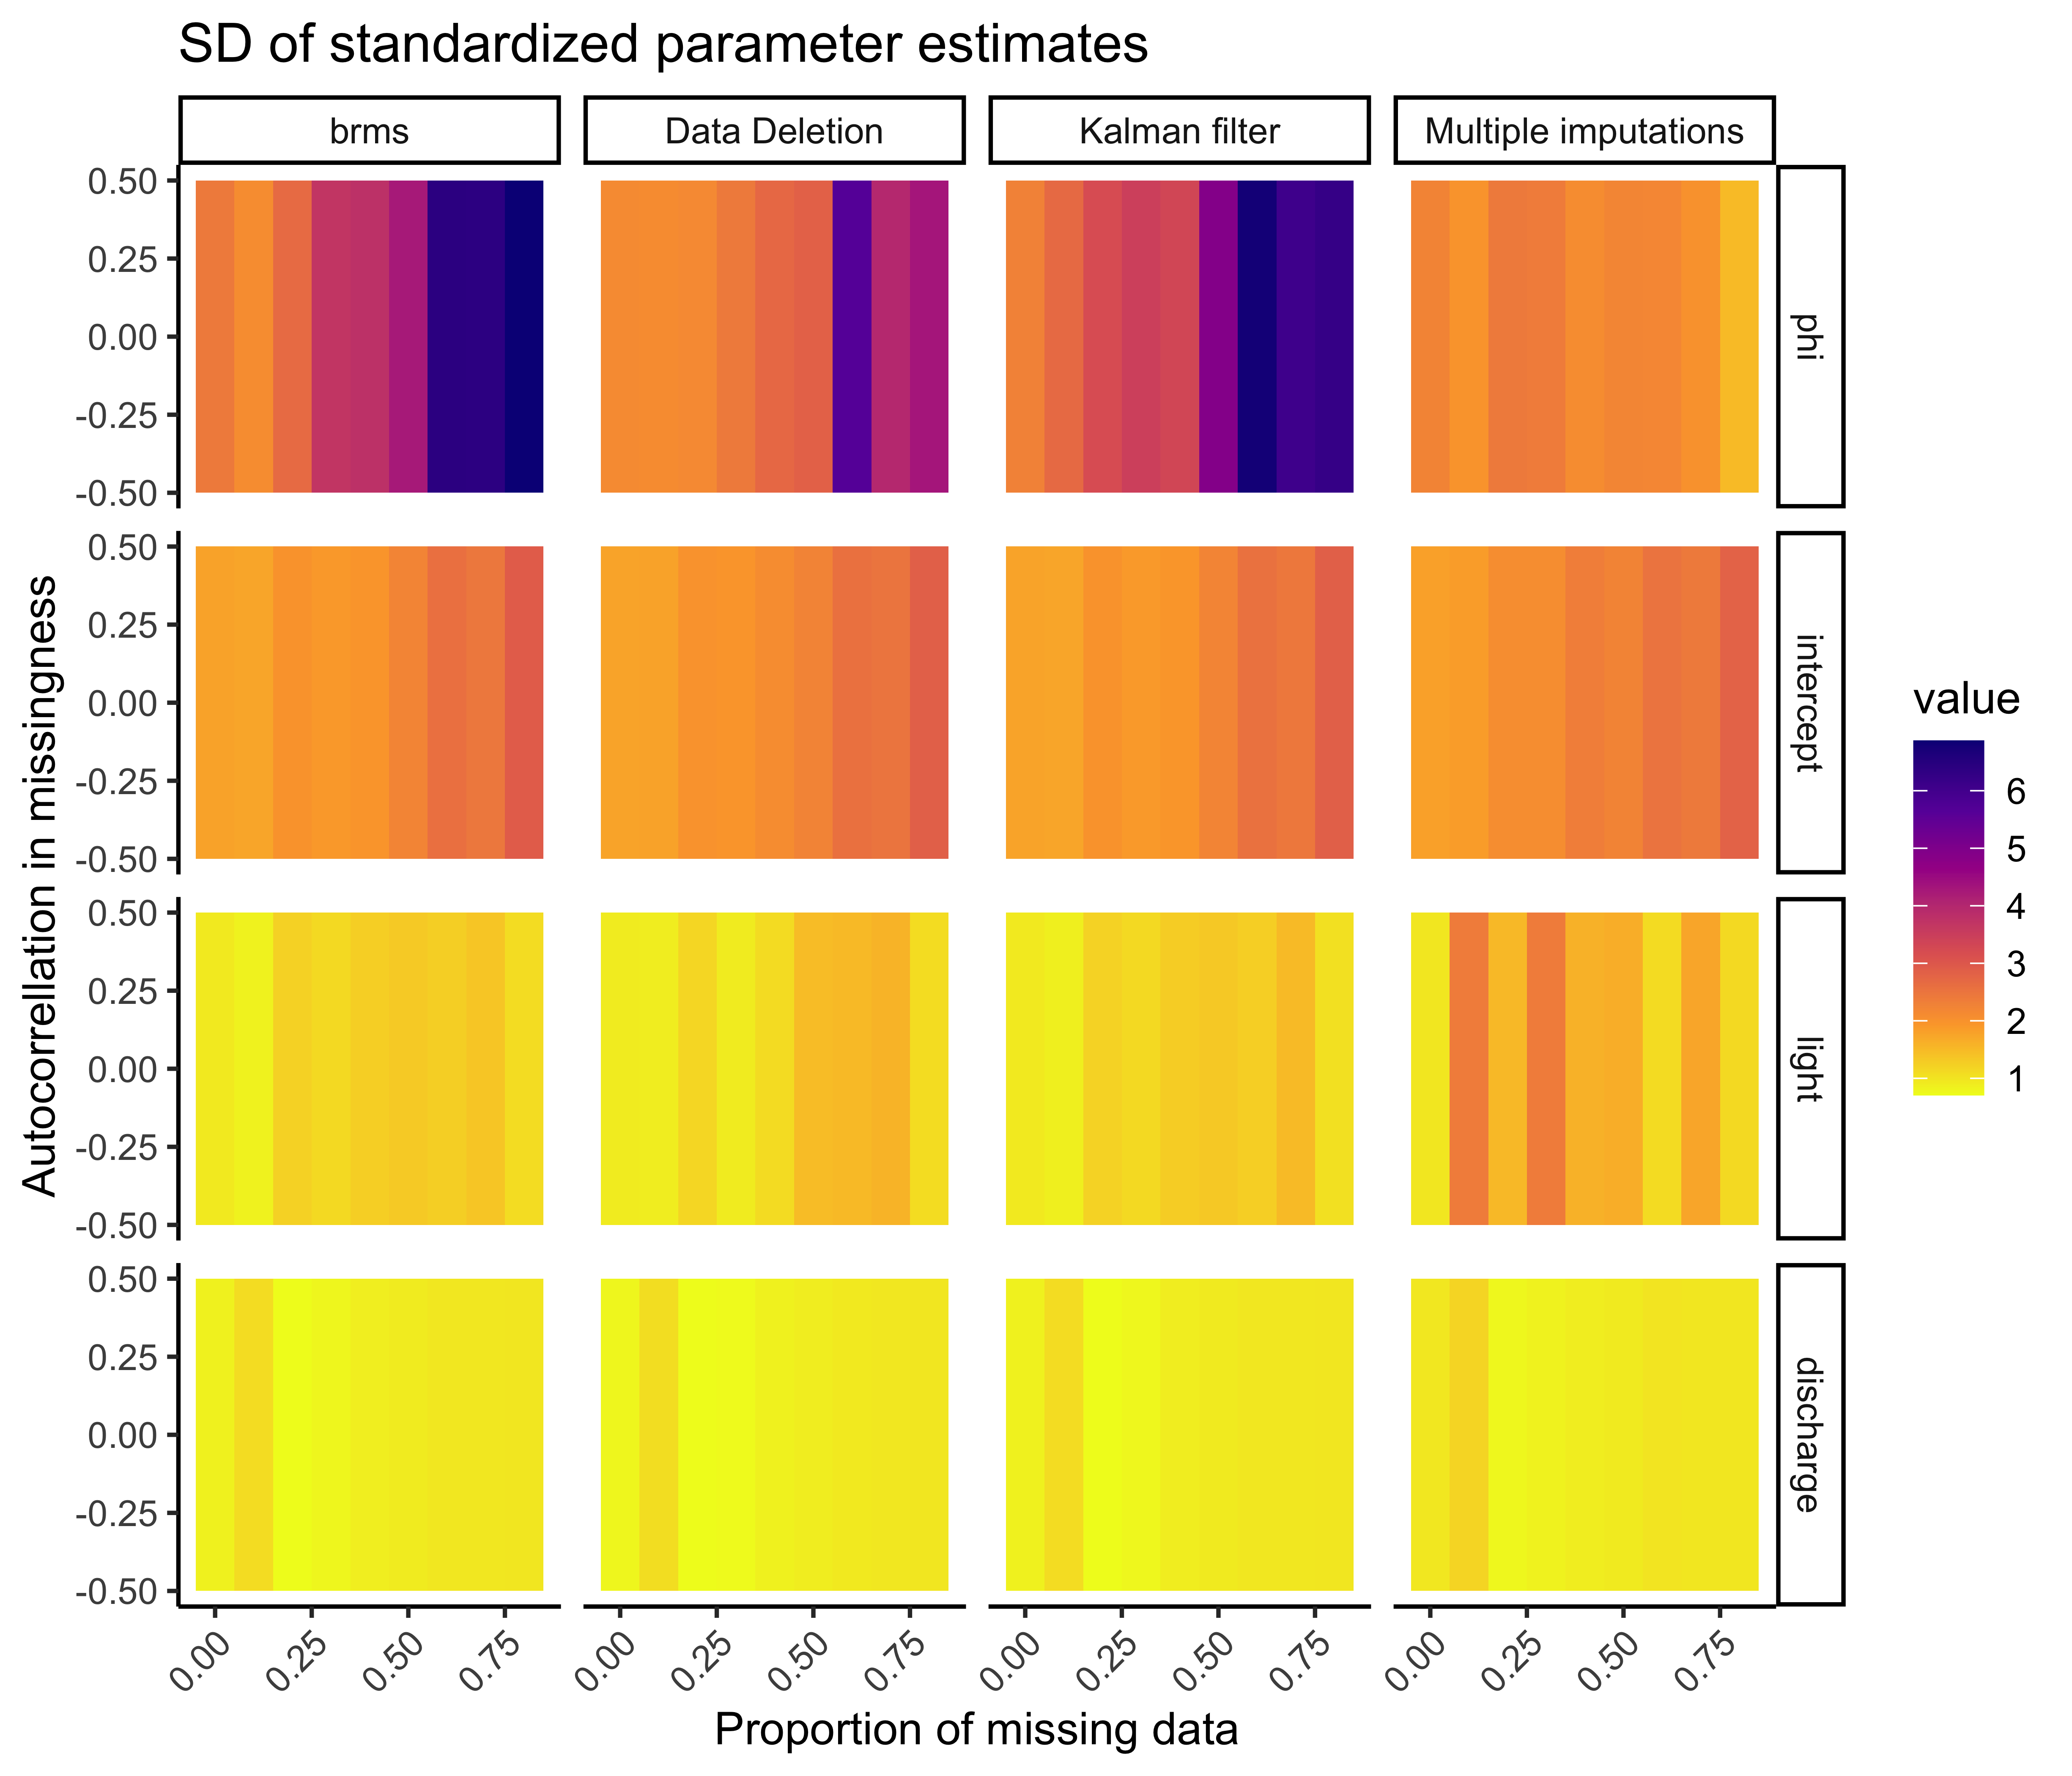 SD of standardized parameter estimates
brms Data Deletion Kalman filter Multiple imputations
0.50
0.25
0.00
-0.25
-0.50
phi
0.50
0.25
0.00
-0.25
-0.50
intercept
0.50
0.25
0.00
-0.25
-0.50
light
0.50
0.25
0.00
-0.25
-0.50
discharge
Autocorrellation in missingness
0.00 0.25 0.50 0.75 0.00 0.25 0.50 0.75 0.00 0.25 0.50 0.75 0.00 0.25 0.50 0.75
Proportion of missing data
value
6
5
4
3
2
1